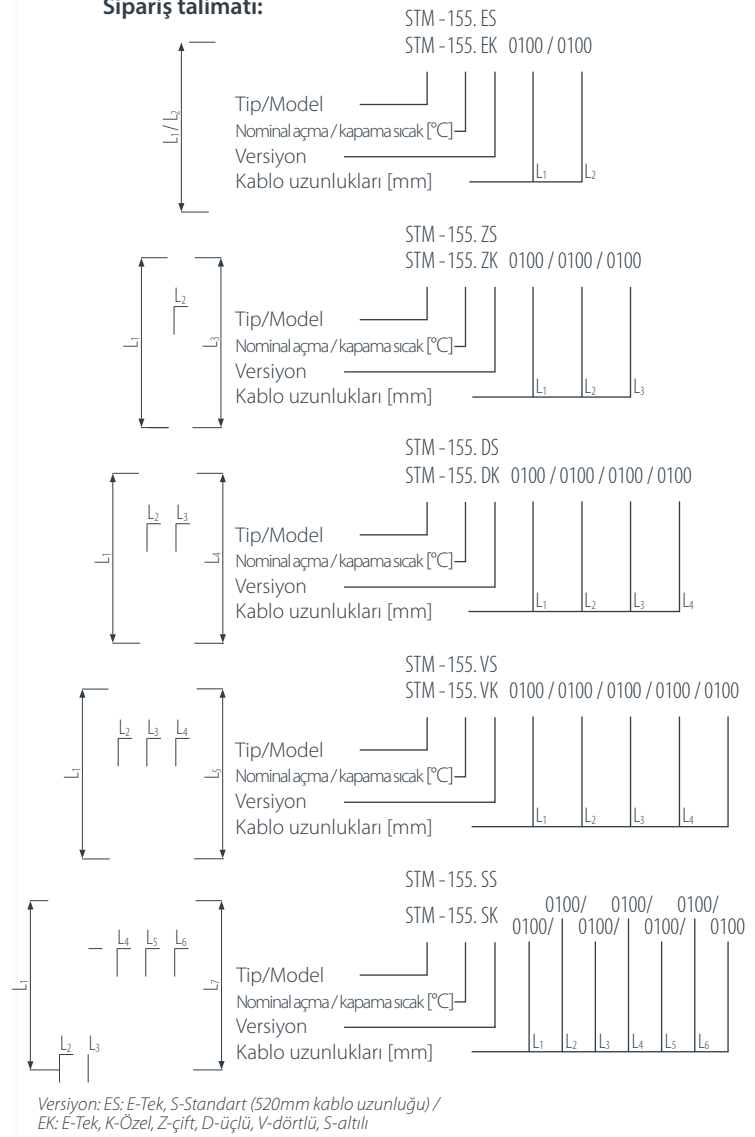 Sipariş talimatı:
STM - 155. ES
STM - 155. EK 0100 / 0100
L1 / L2
Tip/Model
Nominal açma / kapama sıcak [°C]
Versiyon
Kablo uzunlukları [mm]
L1 L2
STM - 155. ZS
STM - 155. ZK 0100 / 0100 / 0100
L1 L2 L3
Tip/Model
Nominal açma / kapama sıcak [°C]
Versiyon
Kablo uzunlukları [mm]
L1 L2 L3
STM - 155. DS
STM - 155. DK 0100 / 0100 / 0100 / 0100
L1 L2 L3 L4
Tip/Model
Nominal açma / kapama sıcak [°C]
Versiyon
Kablo uzunlukları [mm]
L1 L2 L3 L4
STM - 155. VS
STM - 155. VK 0100 / 0100 / 0100 / 0100 / 0100
L1 L2 L3 L4 L5
Tip/Model
Nominal açma / kapama sıcak [°C]
Versiyon
Kablo uzunlukları [mm]
L1 L2 L3 L4
STM - 155. SS
0100/ 0100/ 0100/
STM - 155. SK 0100/ 0100/ 0100/ 0100
L1 L4 L5 L6 L7
Tip/Model
Nominal açma / kapama sıcak [°C]
Versiyon
L2 L3
Kablo uzunlukları [mm]
L1 L2 L3 L4 L5 L6
Versiyon: ES: E-Tek, S-Standart (520mm kablo uzunluğu) /
EK: E-Tek, K-Özel, Z-çift, D-üçlü, V-dörtlü, S-altılı